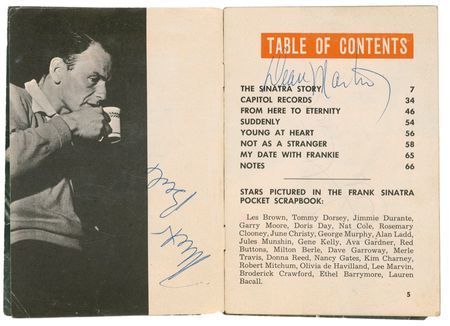 TABLE OF CONTENTS
Dean Martin
THE SINATRA STORY 7
CAPITOL RECORDS 34
FROM HERE TO ETERNITY 46
SUDDENLY 54
YOUNG AT HEART 56
NOT AS A STRANGER 58
MY DATE WITH FRANKIE 65
NOTES 66
STARS PICTURED IN THE FRANK SINATRA
POCKET SCRAPBOOK:
Les Brown, Tommy Dorsey, Jimmie Durante,
Garry Moore, Doris Day, Nat Cole, Rosemary
Clooney, June Christy, George Murphy, Alan Ladd,
Jules Munshin, Gene Kelly, Ava Gardner, Red
Buttons, Milton Berle, Dave Garroway, Merle
Travis, Donna Reed, Nancy Gates, Kim Charney,
Robert Mitchum, Olivia de Havilland, Lee Marvin,
Broderick Crawford, Ethel Barrymore, Lauren
Bacall.
5